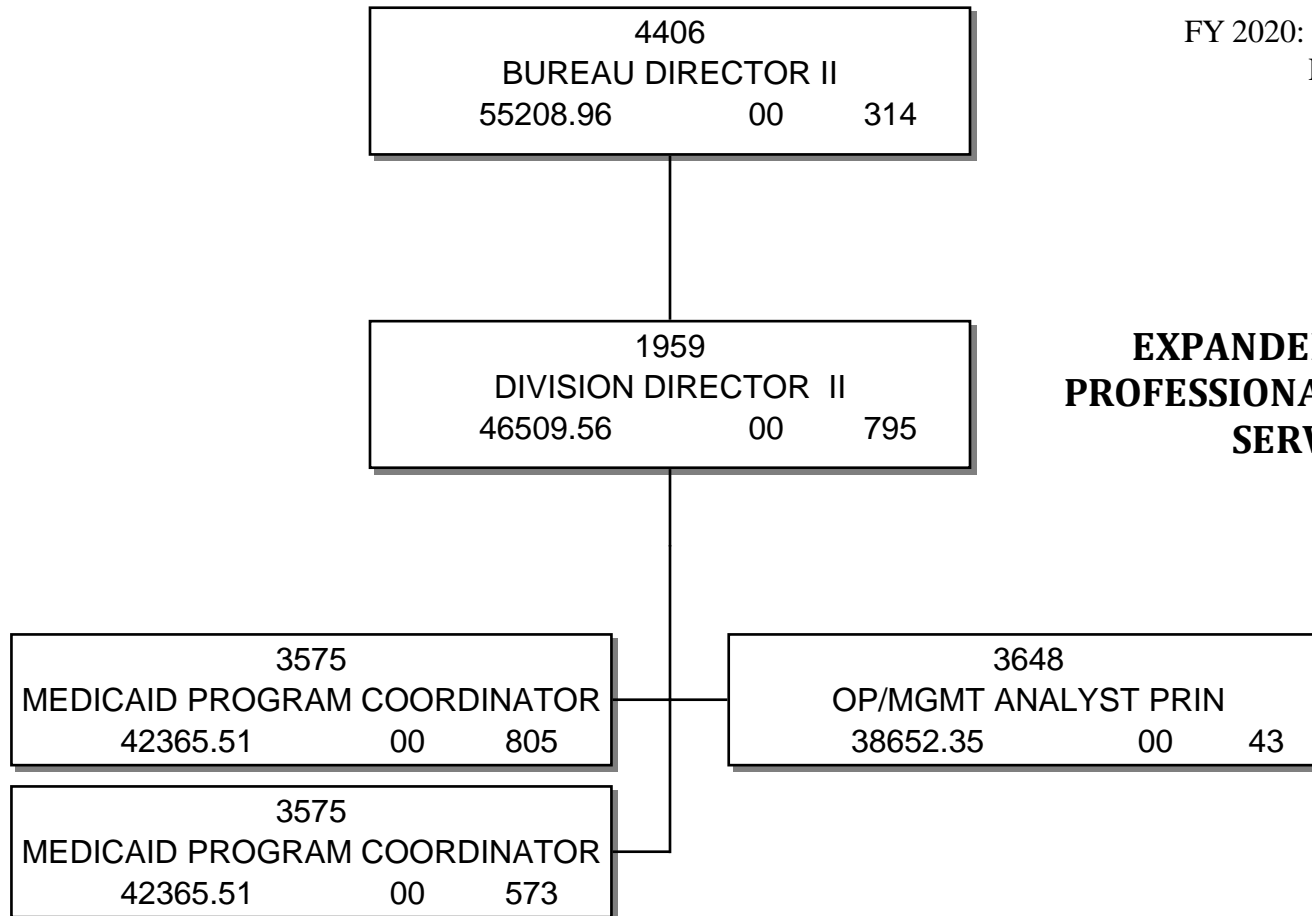 4406
BUREAU DIRECTOR II
55208.96 00 314
FY 2020:
1959
DIVISION DIRECTOR II
46509.56 00 795
3575
MEDICAID PROGRAM COORDINATOR
42365.51 00 805
3648
OP/MGMT ANALYST PRIN
38652.35 00 43
3575
MEDICAID PROGRAM COORDINATOR
42365.51 00 573